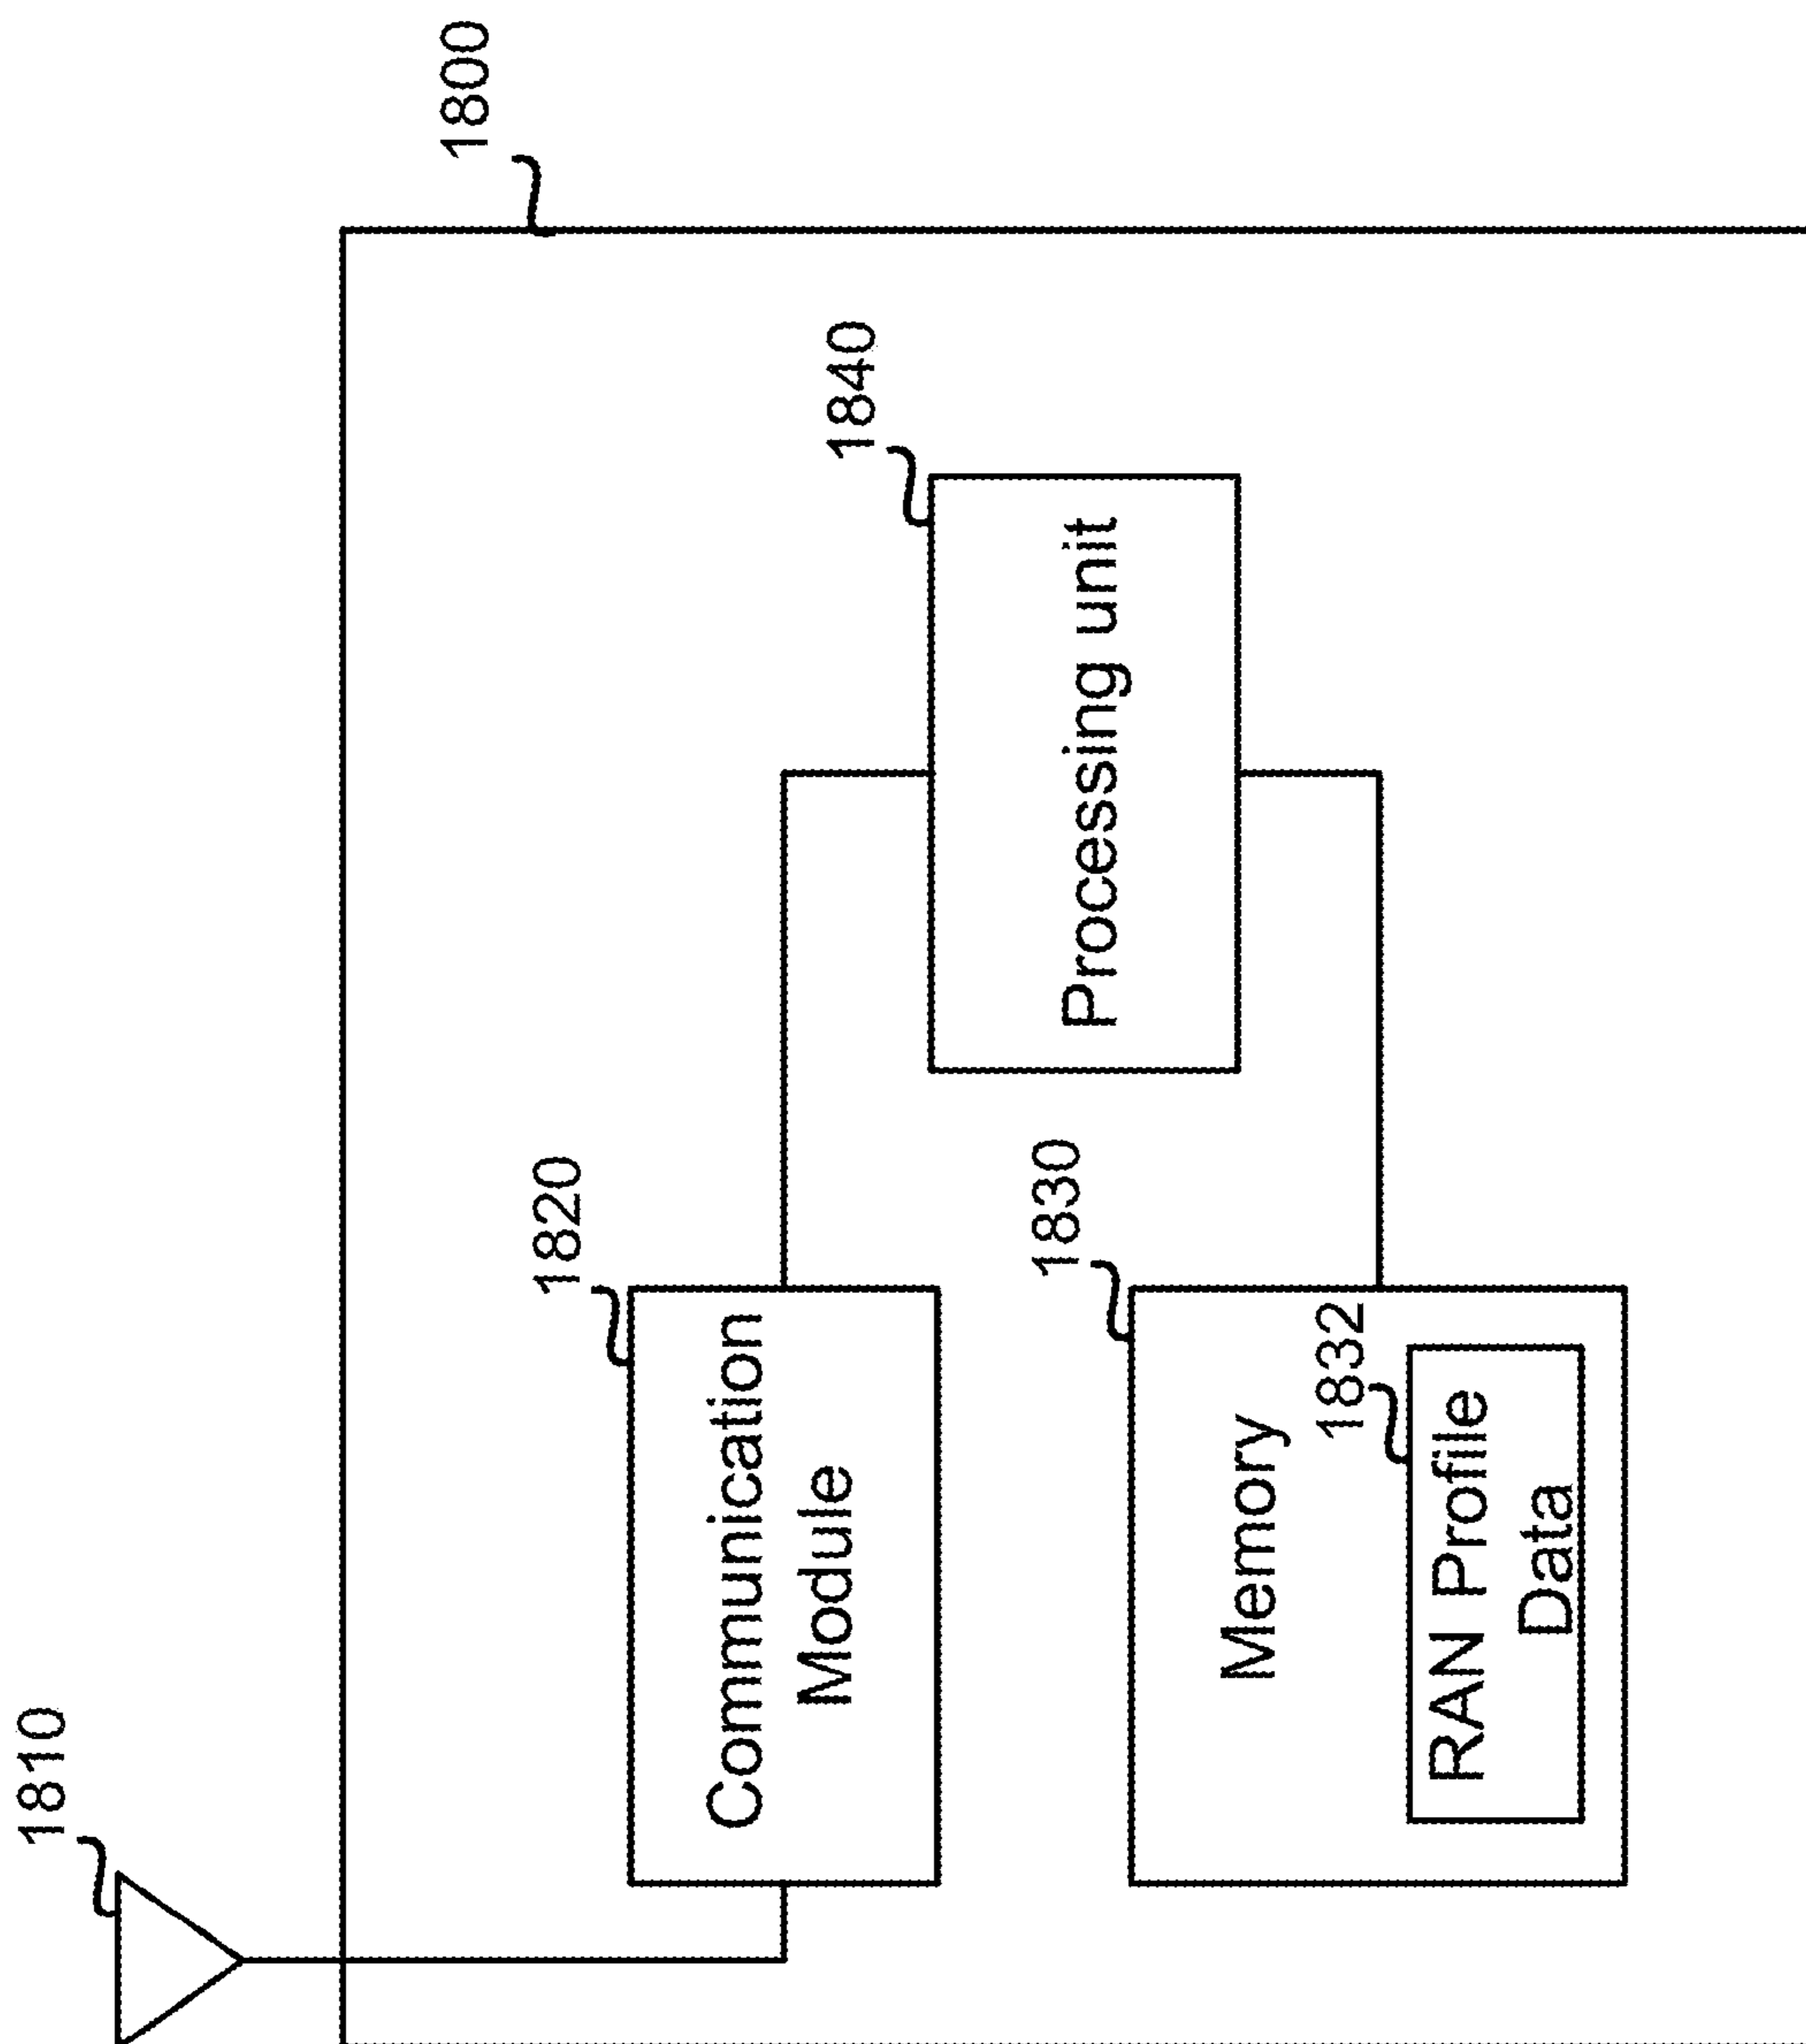 1800
1810
1820
Communication
Module
1840
Processing unit
1830
Memory
1832
RAN Profile
Data